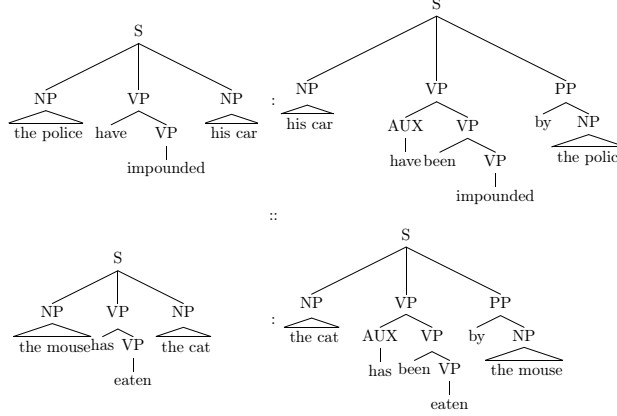 S
S
NP VP NP : NP VP PP
the police have VP his car his car AUX VP by NP
impounded have been VP the polic
impounded
::
S
S
NP VP NP : NP VP PP
the mouse has VP the cat the cat AUX VP by NP
eaten has been VP the mouse
eaten